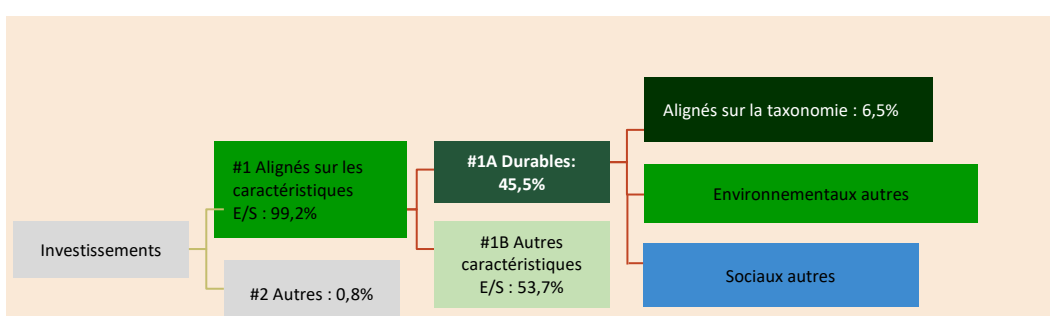 Alignés sur la taxonomie : 6,5%
#1 Alignés sur les
caractéristiques
E/S : 99,2%
#1A Durables:
45,5%
Environnementaux autres
Investissements
#1B Autres
caractéristiques
E/S : 53,7%
Sociaux autres
#2 Autres : 0,8%